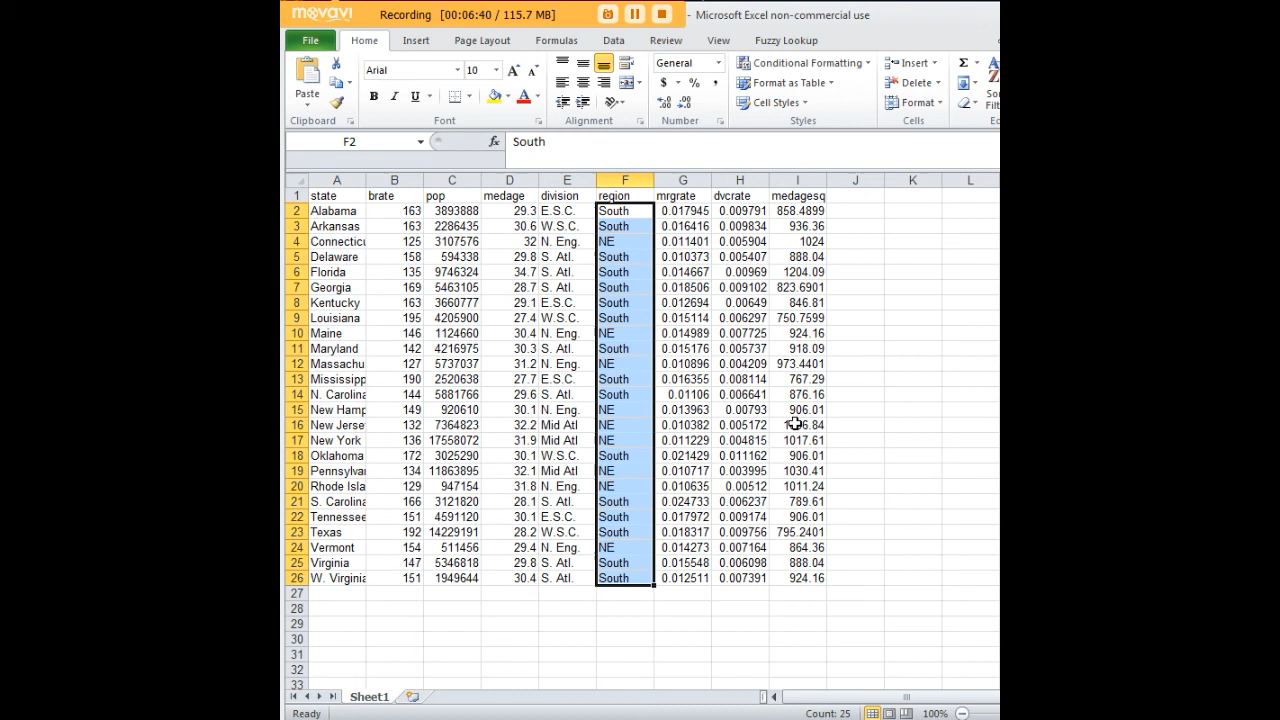 movavi Recording [00:06:40 / 115.7 MB] - Microsoft Excel non-commercial use
File Home Insert Page Layout Formulas Data Review View Fuzzy Lookup
Arial 10 General Conditional Formatting Insert Σ
Paste $ % , Format as Table Delete
B I U A Cell Styles Format
Clipboard Font Alignment Number Styles Cells
F2 fx South
A B C D E F G H I J K L
1 state brate pop medage division region mrgrate dvcrate medagesq
2 Alabama 163 3893888 29.3 E.S.C. South 0.017945 0.009791 858.4899
3 Arkansas 163 2286435 30.6 W.S.C. South 0.016416 0.009834 936.36
4 Connecticu 125 3107576 32 N. Eng. NE 0.011401 0.005904 1024
5 Delaware 158 594338 29.8 S. Atl. South 0.010373 0.005407 888.04
6 Florida 135 9746324 34.7 S. Atl. South 0.014667 0.00969 1204.09
7 Georgia 169 5463105 28.7 S. Atl. South 0.018506 0.009102 823.6901
8 Kentucky 163 3660777 29.1 E.S.C. South 0.012694 0.00649 846.81
9 Louisiana 195 4205900 27.4 W.S.C. South 0.015114 0.006297 750.7599
10 Maine 146 1124660 30.4 N. Eng. NE 0.014989 0.007725 924.16
11 Maryland 142 4216975 30.3 S. Atl. South 0.015176 0.005737 918.09
12 Massachu 127 5737037 31.2 N. Eng. NE 0.010896 0.004209 973.4401
13 Mississipp 190 2520638 27.7 E.S.C. South 0.016355 0.008114 767.29
14 N. Carolina 144 5881766 29.6 S. Atl. South 0.01106 0.006641 876.16
15 New Hamp 149 920610 30.1 N. Eng. NE 0.013963 0.00793 906.01
16 New Jerse 132 7364823 32.2 Mid Atl NE 0.010382 0.005172
17 New York 136 17558072 31.9 Mid Atl NE 0.011229 0.004815 1017.61
18 Oklahoma 172 3025290 30.1 W.S.C. South 0.021429 0.011162 906.01
19 Pennsylva 134 11863895 32.1 Mid Atl NE 0.010717 0.003995 1030.41
20 Rhode Isla 129 947154 31.8 N. Eng. NE 0.010635 0.00512 1011.24
21 S. Carolina 166 3121820 28.1 S. Atl. South 0.024733 0.006237 789.61
22 Tennessee 151 4591120 30.1 E.S.C. South 0.017972 0.009174 906.01
23 Texas 192 14229191 28.2 W.S.C. South 0.018317 0.009756 795.2401
24 Vermont 154 511456 29.4 N. Eng. NE 0.014273 0.007164 864.36
25 Virginia 147 5346818 29.8 S. Atl. South 0.015548 0.006098 888.04
26 W. Virginia 151 1949644 30.4 S. Atl. South 0.012511 0.007391 924.16
27
28
29
30
31
32
33
Sheet1
Ready Count: 25 100%